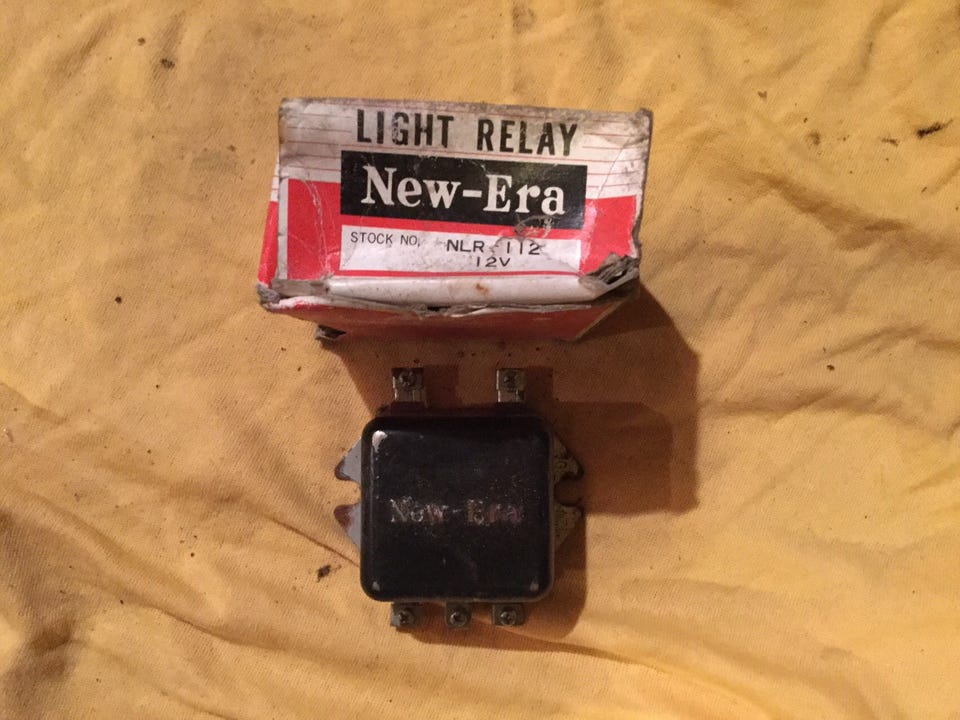 LIGHT RELAY
New-Era
STOCK NO. NLR-112
12V
New-Era